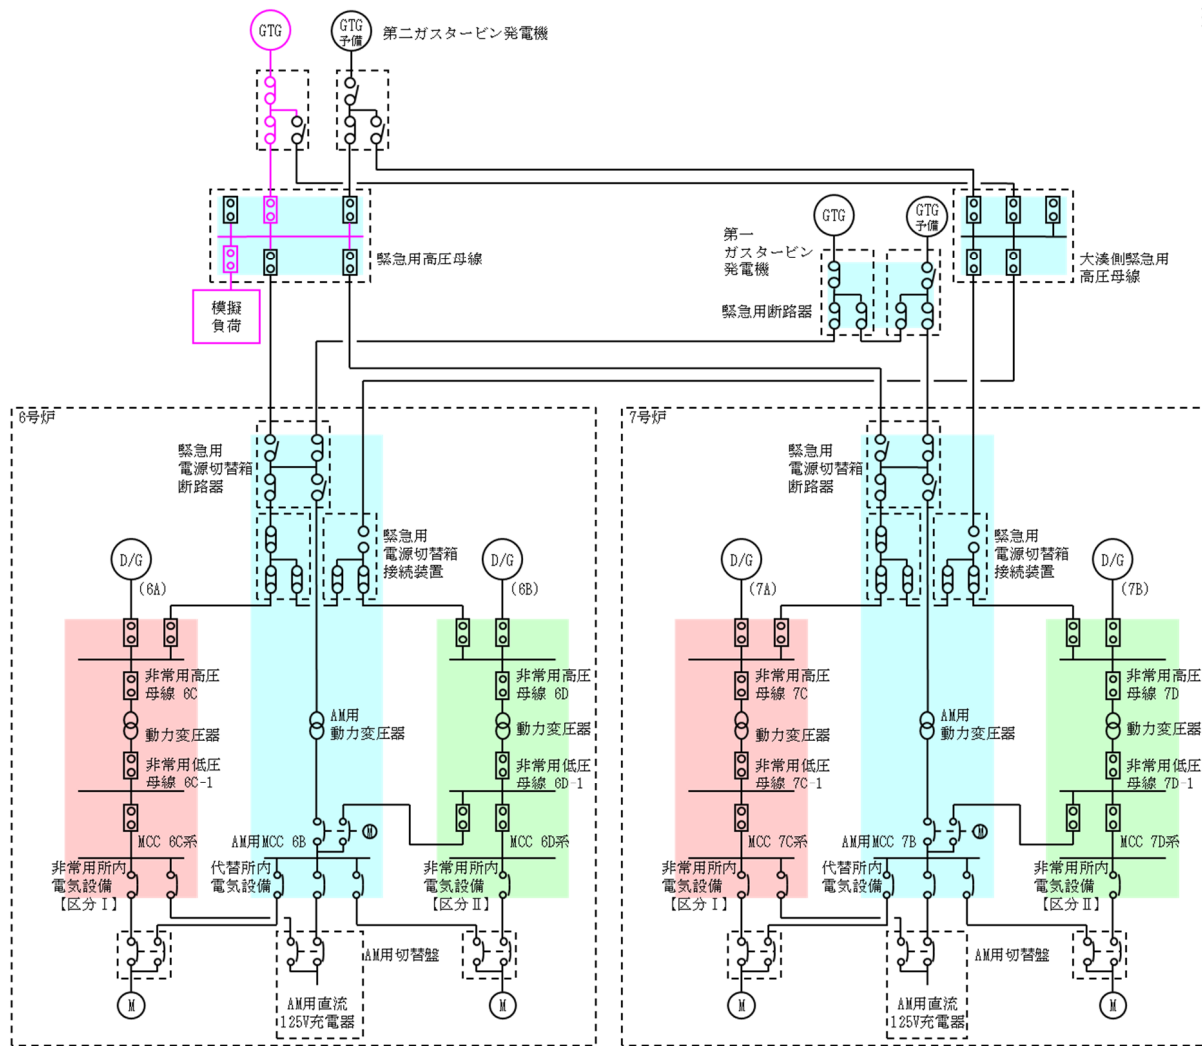 GTG
GTG
予備
第二ガスタービン発電機
緊急用高圧母線
模擬
負荷
GTG
GTG
予備
第一
ガスタービン
発電機
緊急用断路器
大湊側緊急用
高圧母線
6号炉
緊急用
電源切替箱
断路器
緊急用
電源切替箱
接続装置
D/G
(6A)
D/G
(6B)
非常用高圧
母線 6C
動力変圧器
非常用低圧
母線 6C-1
MCC 6C系
非常用所内
電気設備
【区分Ⅰ】
AM用
動力変圧器
M
AM用MCC 6B
代替所内
電気設備
非常用高圧
母線 6D
動力変圧器
非常用低圧
母線 6D-1
MCC 6D系
非常用所内
電気設備
【区分Ⅱ】
AM用切替盤
M
AM用直流
125V充電器
M
7号炉
緊急用
電源切替箱
断路器
緊急用
電源切替箱
接続装置
D/G
(7A)
D/G
(7B)
非常用高圧
母線 7C
動力変圧器
非常用低圧
母線 7C-1
MCC 7C系
非常用所内
電気設備
【区分Ⅰ】
AM用
動力変圧器
M
AM用MCC 7B
代替所内
電気設備
非常用高圧
母線 7D
動力変圧器
非常用低圧
母線 7D-1
MCC 7D系
非常用所内
電気設備
【区分Ⅱ】
AM用切替盤
M
AM用直流
125V充電器
M